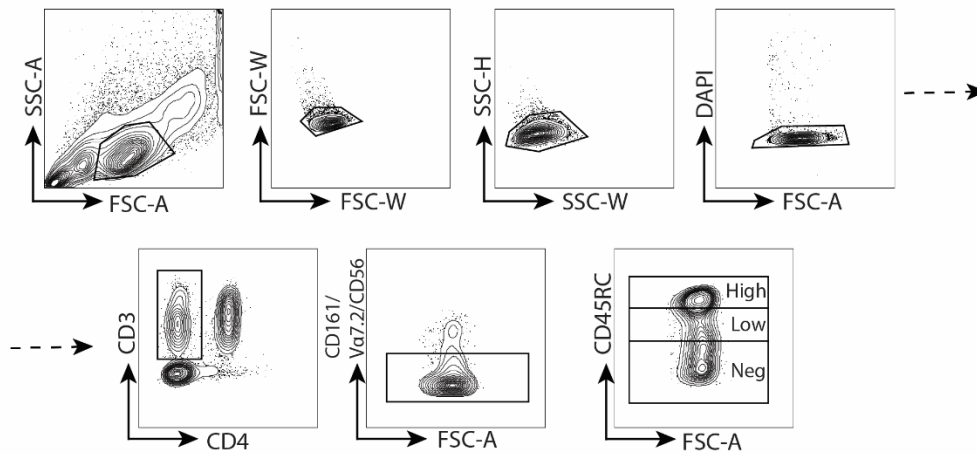 SSC-A
FSC-A
FSC-W
FSC-W
SSC-H
SSC-W
DAPI
FSC-A
CD3
CD4
CD161/
Vα7.2/CD56
FSC-A
CD45RC
High
Low
Neg
FSC-A